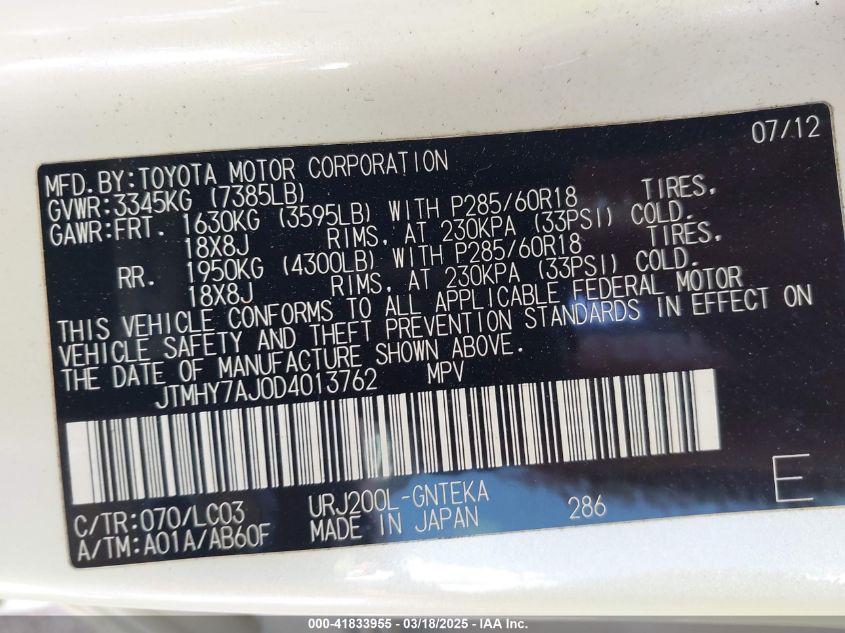 07/12
MFD.BY:TOYOTA MOTOR CORPORATION
GVWR:3345KG (7385LB)
GAWR:FRT. 1630KG (3595LB) WITH P285/60R18 TIRES,
18X8J RIMS, AT 230KPA (33PSI) COLD.
RR. 1950KG (4300LB) WITH P285/60R18 TIRES,
18X8J RIMS, AT 230KPA (33PSI) COLD.
THIS VEHICLE CONFORMS TO ALL APPLICABLE FEDERAL MOTOR
VEHICLE SAFETY AND THEFT PREVENTION STANDARDS IN EFFECT ON
THE DATE OF MANUFACTURE SHOWN ABOVE.
JTMHY7AJ0D4013762 MPV
C/TR:070/LC03 URJ200L-GNTEKA 286 E
A/TM:A01A/AB60F MADE IN JAPAN
000-41833955 - 03/18/2025 - IAA Inc.